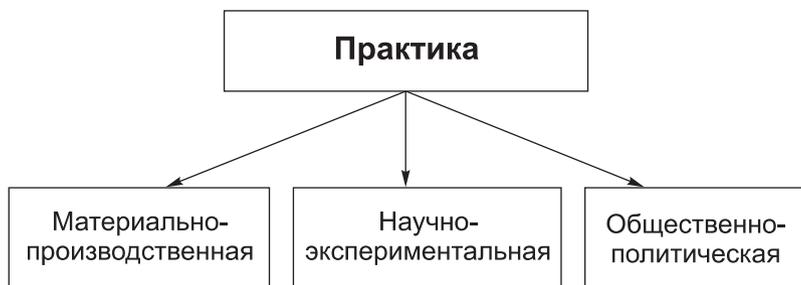 Практика
Материально-
производственная
Научно-
экспериментальная
Общественно-
политическая